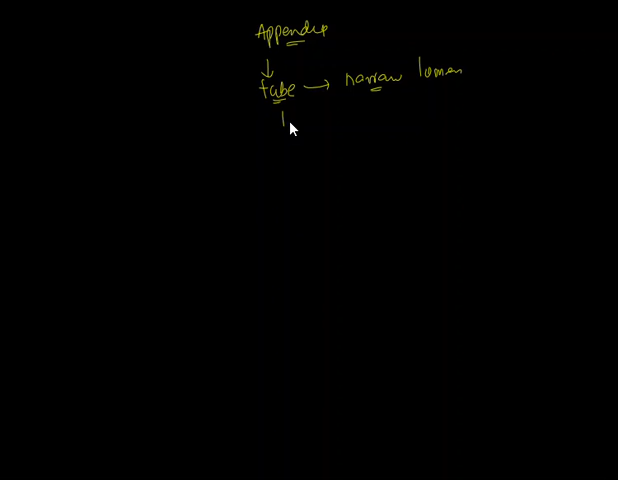 Appendix
tube → narrow lumen